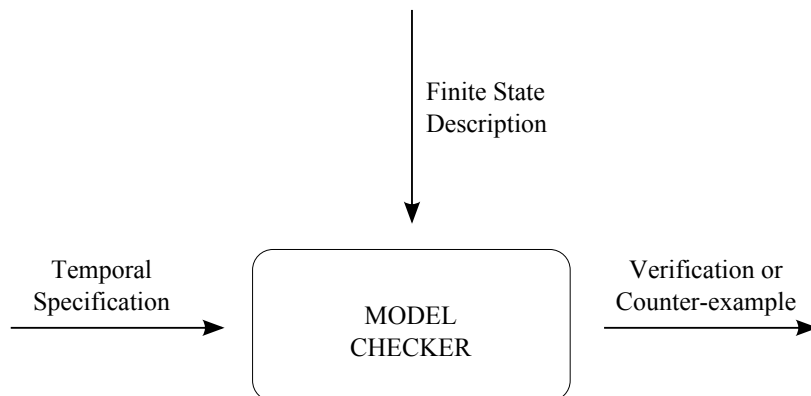 Finite State
Description
Temporal
Specification
MODEL
CHECKER
Verification or
Counter-example